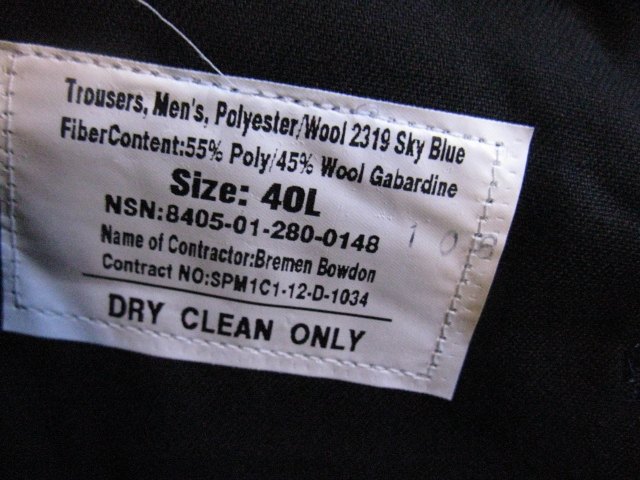 Trousers, Men's, Polyester/Wool 2319 Sky Blue
FiberContent:55% Poly/45% Wool Gabardine
Size: 40L
NSN:8405-01-280-0148
Name of Contractor:Bremen Bowdon
Contract NO:SPM1C1-12-D-1034
DRY CLEAN ONLY